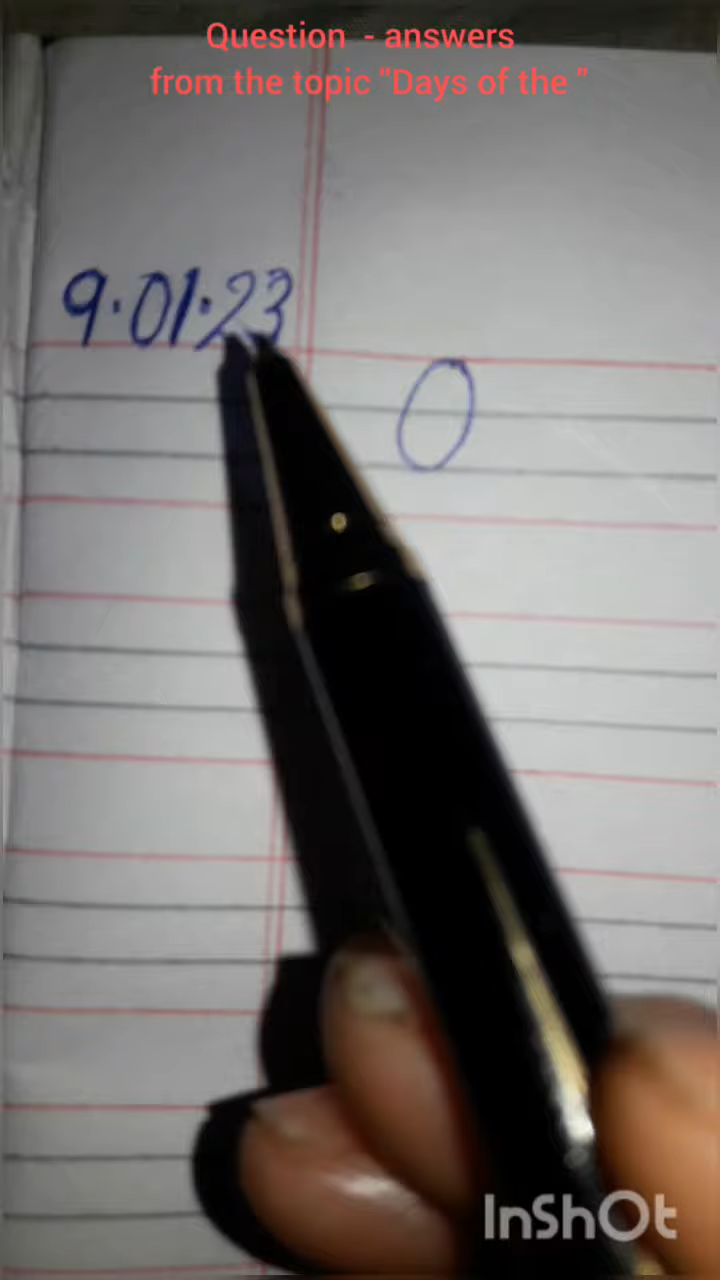 Question - answers
from the topic "Days of the "
9.01.23
0
InShOt